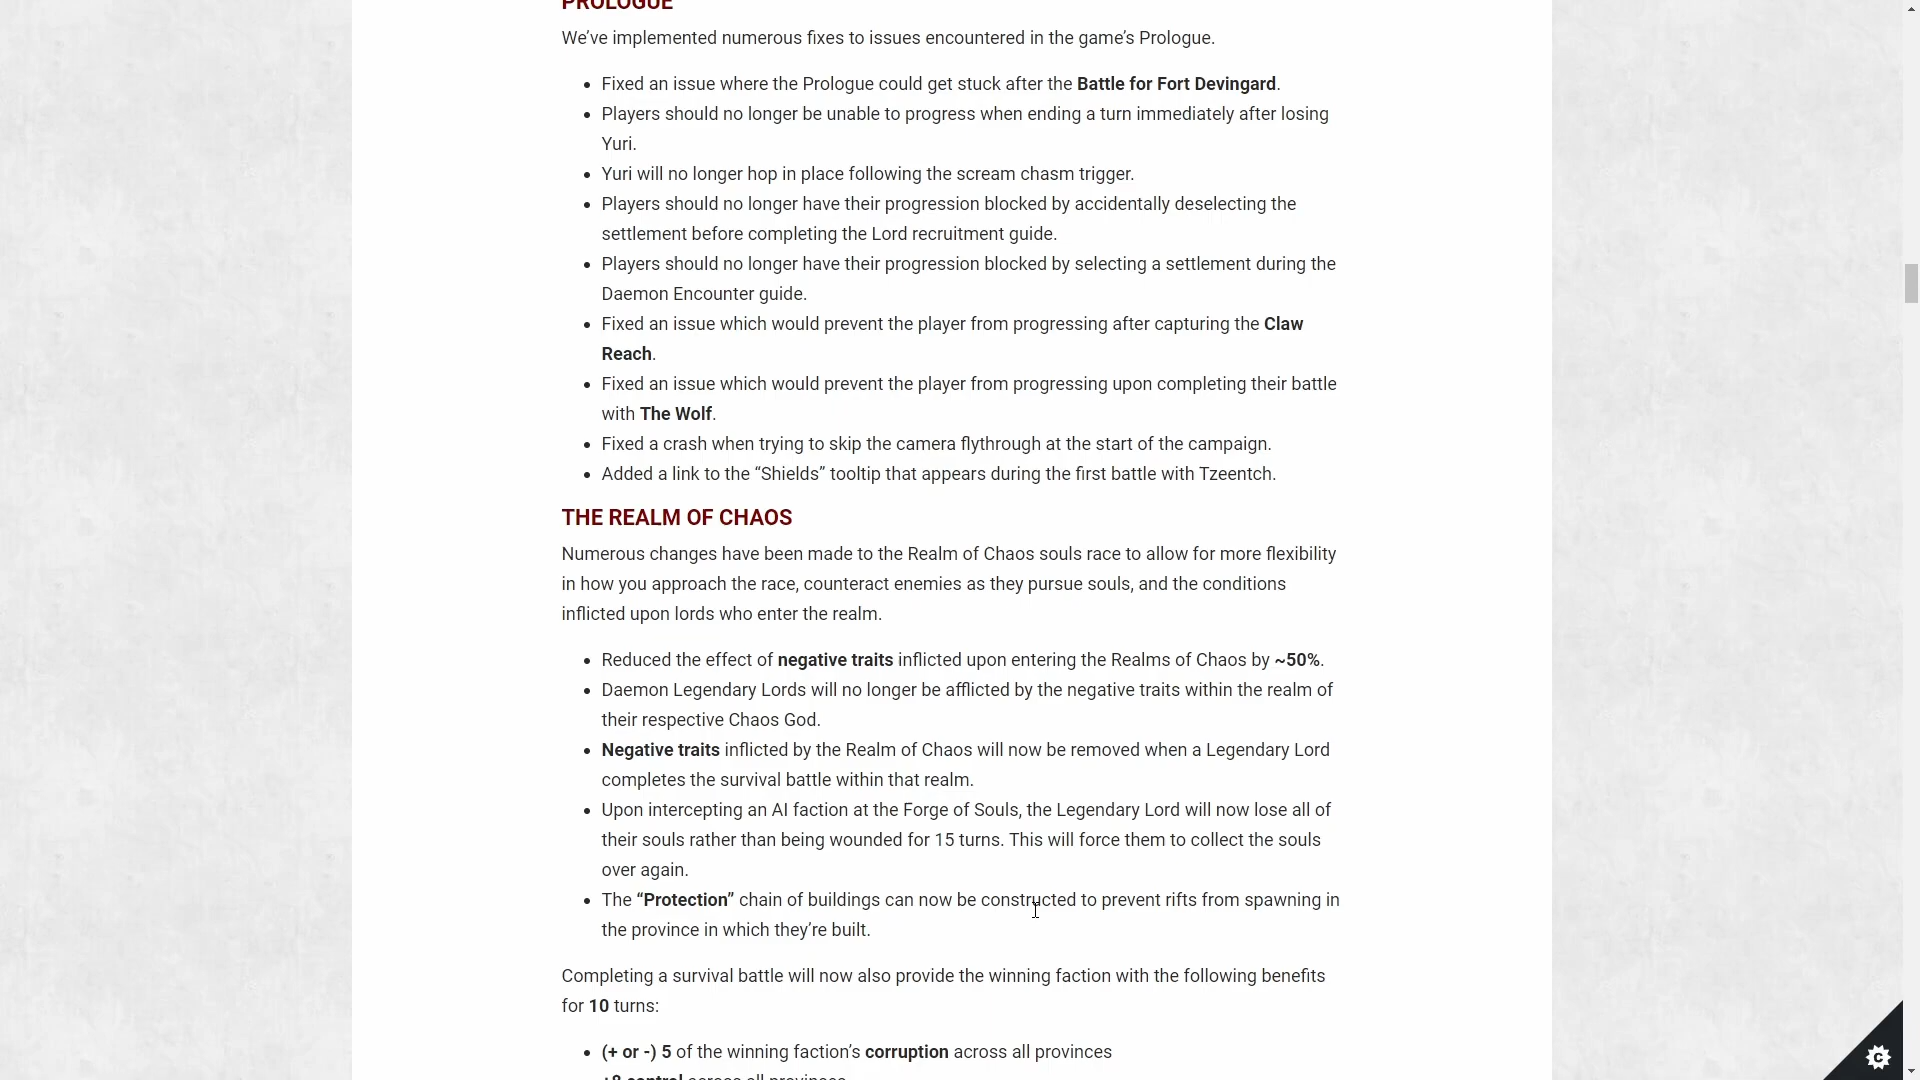 PROLOGUE
We’ve implemented numerous fixes to issues encountered in the game’s Prologue.
• Fixed an issue where the Prologue could get stuck after the Battle for Fort Devingard.
• Players should no longer be unable to progress when ending a turn immediately after losing
Yuri.
• Yuri will no longer hop in place following the scream chasm trigger.
• Players should no longer have their progression blocked by accidentally deselecting the
settlement before completing the Lord recruitment guide.
• Players should no longer have their progression blocked by selecting a settlement during the
Daemon Encounter guide.
• Fixed an issue which would prevent the player from progressing after capturing the Claw
Reach.
• Fixed an issue which would prevent the player from progressing upon completing their battle
with The Wolf.
• Fixed a crash when trying to skip the camera flythrough at the start of the campaign.
• Added a link to the “Shields” tooltip that appears during the first battle with Tzeentch.
THE REALM OF CHAOS
Numerous changes have been made to the Realm of Chaos souls race to allow for more flexibility
in how you approach the race, counteract enemies as they pursue souls, and the conditions
inflicted upon lords who enter the realm.
• Reduced the effect of negative traits inflicted upon entering the Realms of Chaos by ~50%.
• Daemon Legendary Lords will no longer be afflicted by the negative traits within the realm of
their respective Chaos God.
• Negative traits inflicted by the Realm of Chaos will now be removed when a Legendary Lord
completes the survival battle within that realm.
• Upon intercepting an AI faction at the Forge of Souls, the Legendary Lord will now lose all of
their souls rather than being wounded for 15 turns. This will force them to collect the souls
over again.
• The “Protection” chain of buildings can now be constructed to prevent rifts from spawning in
the province in which they’re built.
Completing a survival battle will now also provide the winning faction with the following benefits
for 10 turns:
• (+ or -) 5 of the winning faction’s corruption across all provinces
+8 control across all provinces